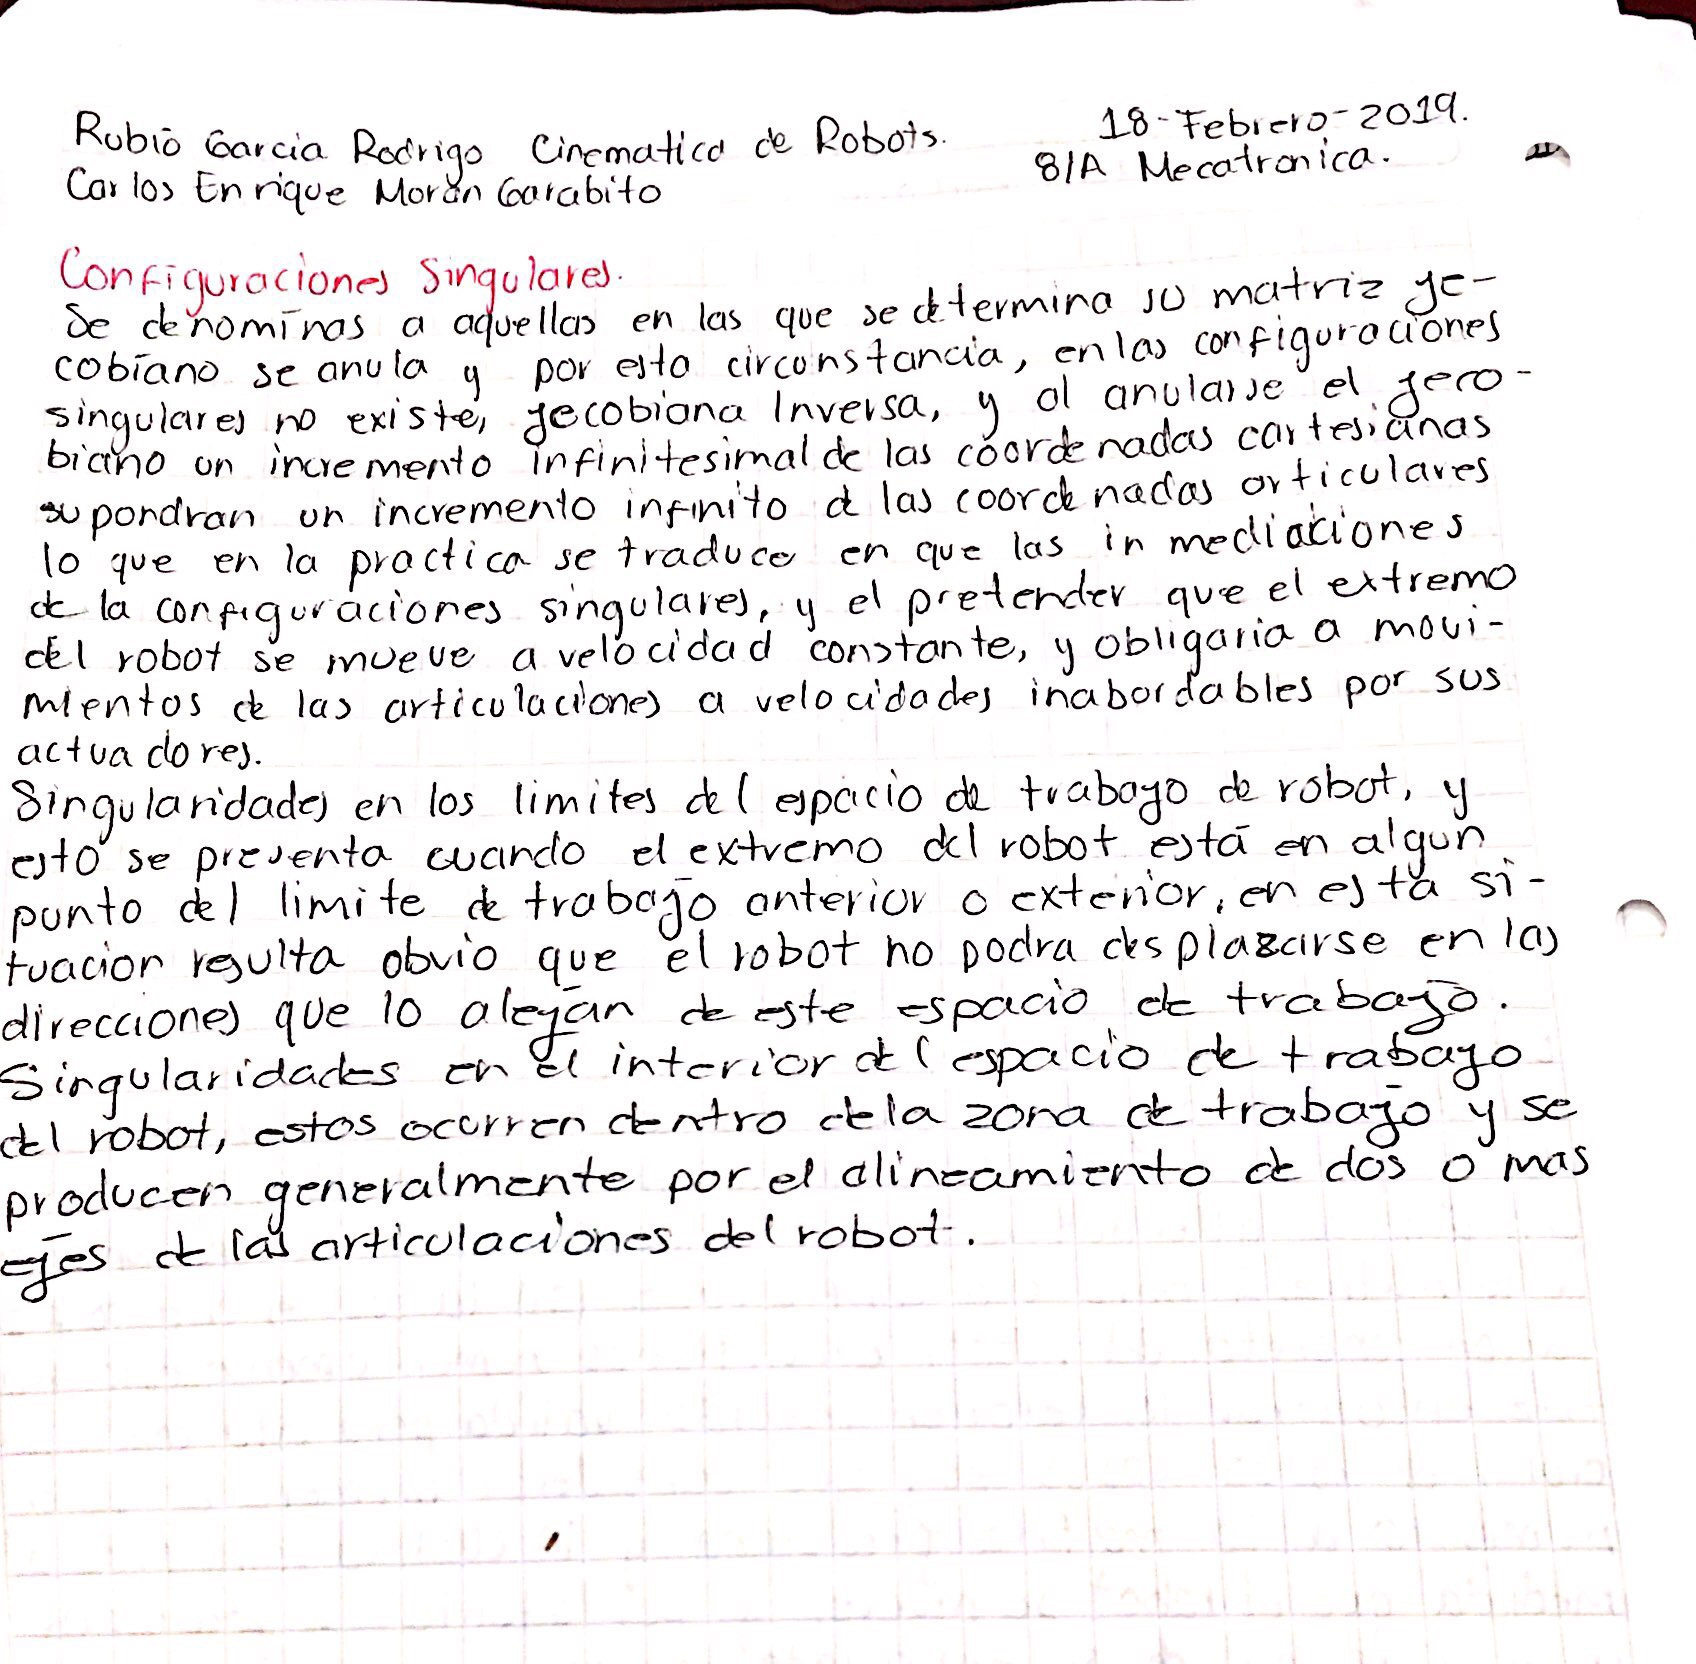 Rubio Garcia Rodrigo Cinematica de Robots. 18-Febrero-2019.
Carlos Enrique Morán Garabito 8/A Mecatronica.
Configuraciones Singulares.
Se denominas a aquellas en las que se determina su matriz ye-
cobiano se anula y por esta circunstancia, en las configuraciones
singulares no existe, jecobiana Inversa, y al anularse el jeco-
biano un incremento infinitesimal de las coordenadas cartesianas
supondran un incremento infinito de las coordenadas articulares
lo que en la practica se traduce en que las inmediaciones
de la configuraciones singulares, y el pretender que el extremo
del robot se mueve a velocidad constante, y obligaria a movi-
mientos de las articulaciones a velocidades inabordables por sus
actuadores.
Singularidades en los limites del espacio de trabajo de robot, y
esto se presenta cuando el extremo del robot está en algun
punto del limite de trabajo anterior o exterior, en esta si-
tuacion resulta obvio que el robot no podra desplazarse en las
direcciones que lo alejan de este espacio de trabajo.
Singularidades en el interior del espacio de trabajo
del robot, estos ocurren dentro de la zona de trabajo y se
producen generalmente por el alineamiento de dos o mas
ejes de las articulaciones del robot.